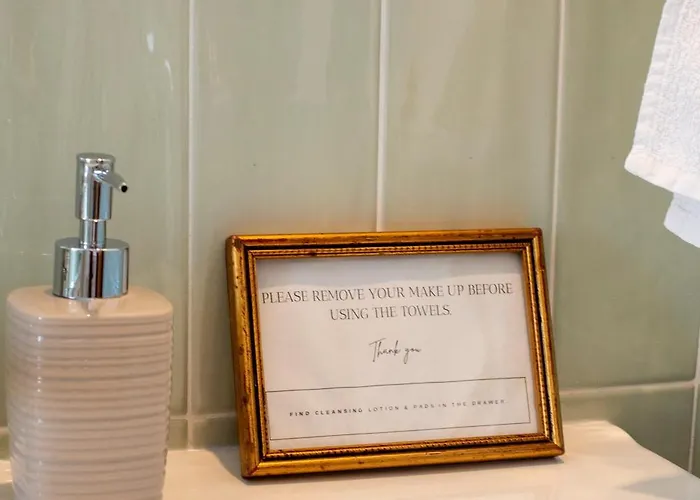 PLEASE REMOVE YOUR MAKE UP BEFORE
USING THE TOWELS.
Thank you
FIND CLEANSING LOTION & PADS IN THE DRAWER